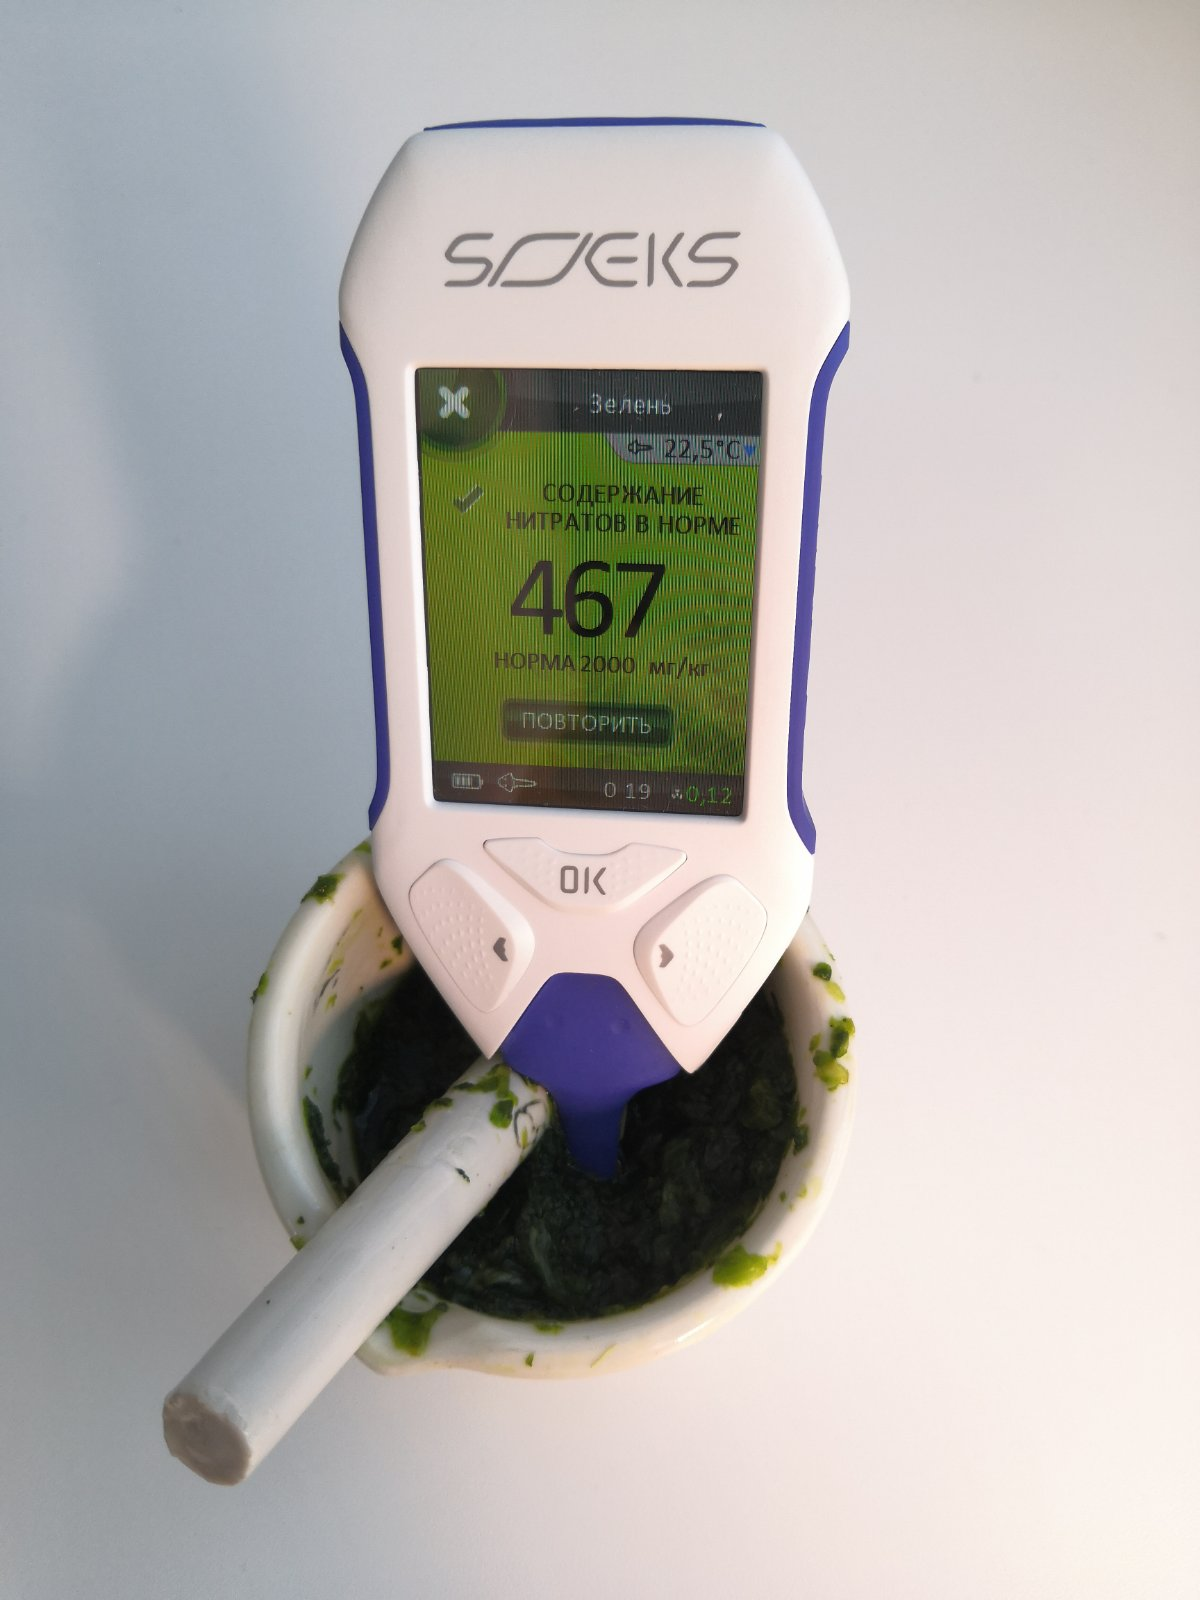 SOEKS
Зелень
22,5°C
СОДЕРЖАНИЕ
НИТРАТОВ В НОРМЕ
467
НОРМА 2000 мг/кг
ПОВТОРИТЬ
0 19 0,12
OK